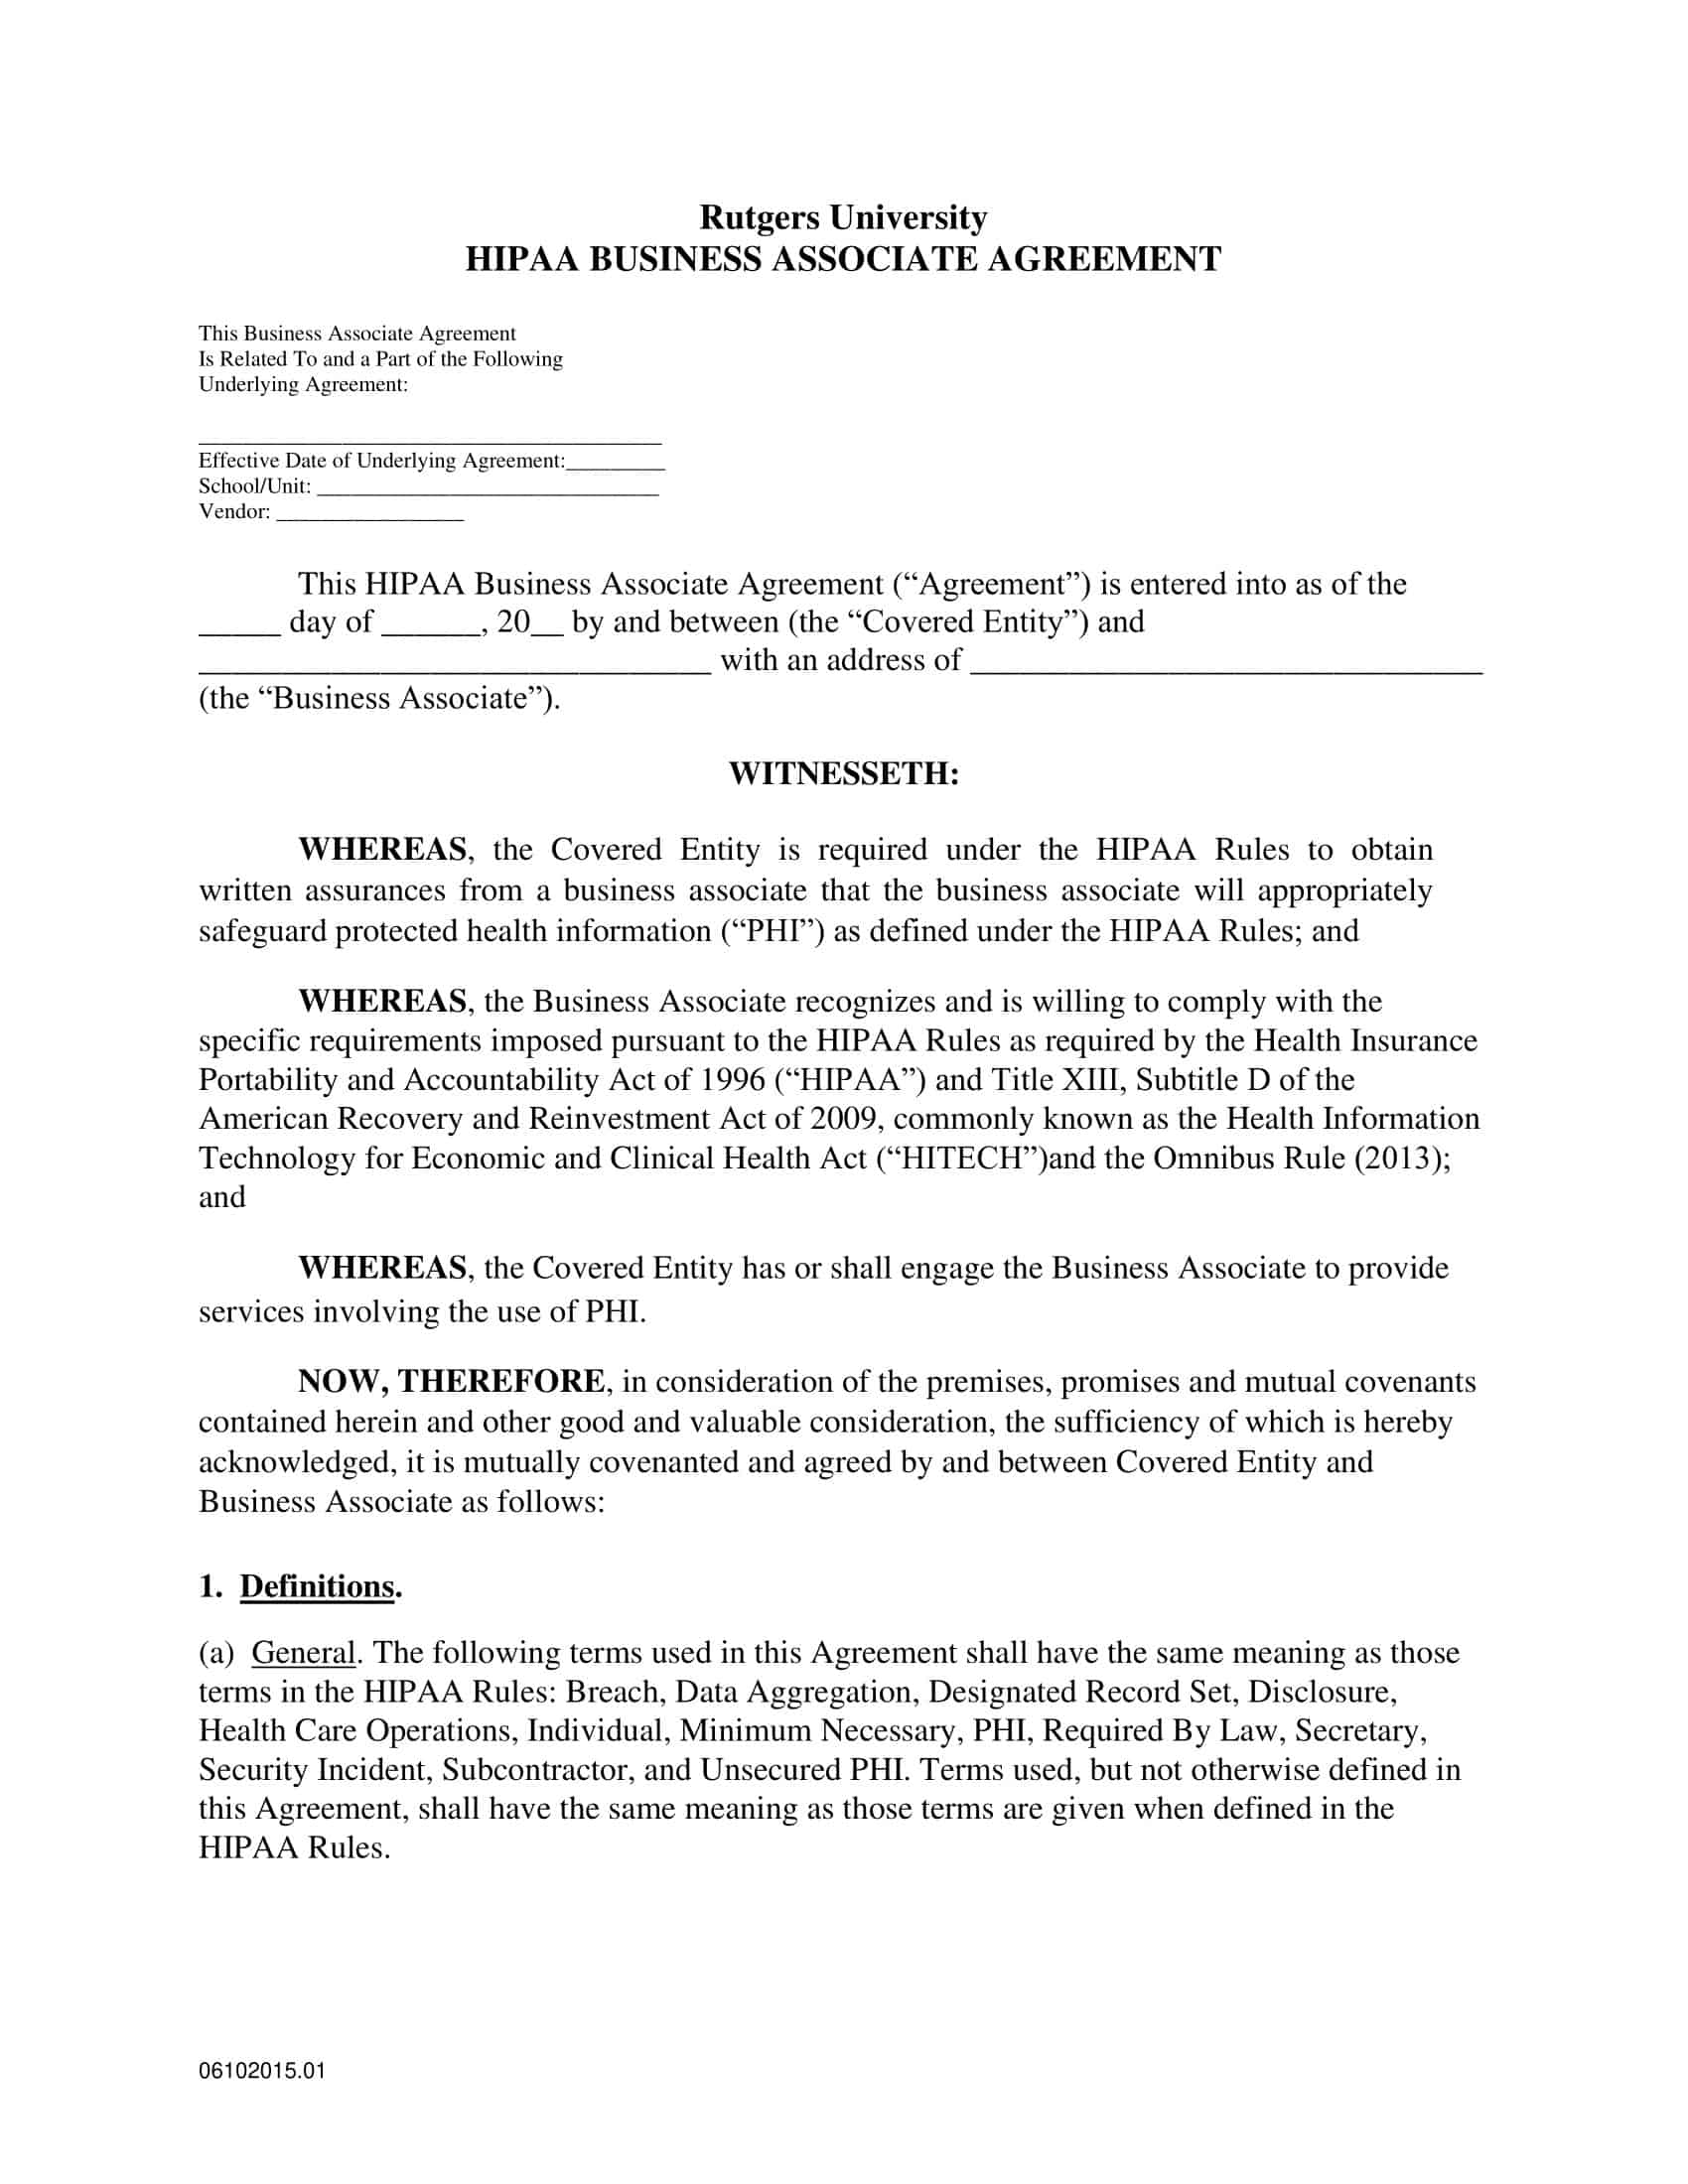 Rutgers University
HIPAA BUSINESS ASSOCIATE AGREEMENT
This Business Associate Agreement
Is Related To and a Part of the Following
Underlying Agreement:
__________________________________________
Effective Date of Underlying Agreement:_________
School/Unit: _______________________________
Vendor: _________________
This HIPAA Business Associate Agreement (“Agreement”) is entered into as of the
_____ day of ______, 20__ by and between (the “Covered Entity”) and
_______________________________ with an address of _______________________________
(the “Business Associate”).
WITNESSETH:
WHEREAS, the Covered Entity is required under the HIPAA Rules to obtain
written assurances from a business associate that the business associate will appropriately
safeguard protected health information (“PHI”) as defined under the HIPAA Rules; and
WHEREAS, the Business Associate recognizes and is willing to comply with the
specific requirements imposed pursuant to the HIPAA Rules as required by the Health Insurance
Portability and Accountability Act of 1996 (“HIPAA”) and Title XIII, Subtitle D of the
American Recovery and Reinvestment Act of 2009, commonly known as the Health Information
Technology for Economic and Clinical Health Act (“HITECH”)and the Omnibus Rule (2013);
and
WHEREAS, the Covered Entity has or shall engage the Business Associate to provide
services involving the use of PHI.
NOW, THEREFORE, in consideration of the premises, promises and mutual covenants
contained herein and other good and valuable consideration, the sufficiency of which is hereby
acknowledged, it is mutually covenanted and agreed by and between Covered Entity and
Business Associate as follows:
1. Definitions.
(a) General. The following terms used in this Agreement shall have the same meaning as those
terms in the HIPAA Rules: Breach, Data Aggregation, Designated Record Set, Disclosure,
Health Care Operations, Individual, Minimum Necessary, PHI, Required By Law, Secretary,
Security Incident, Subcontractor, and Unsecured PHI. Terms used, but not otherwise defined in
this Agreement, shall have the same meaning as those terms are given when defined in the
HIPAA Rules.
06102015.01